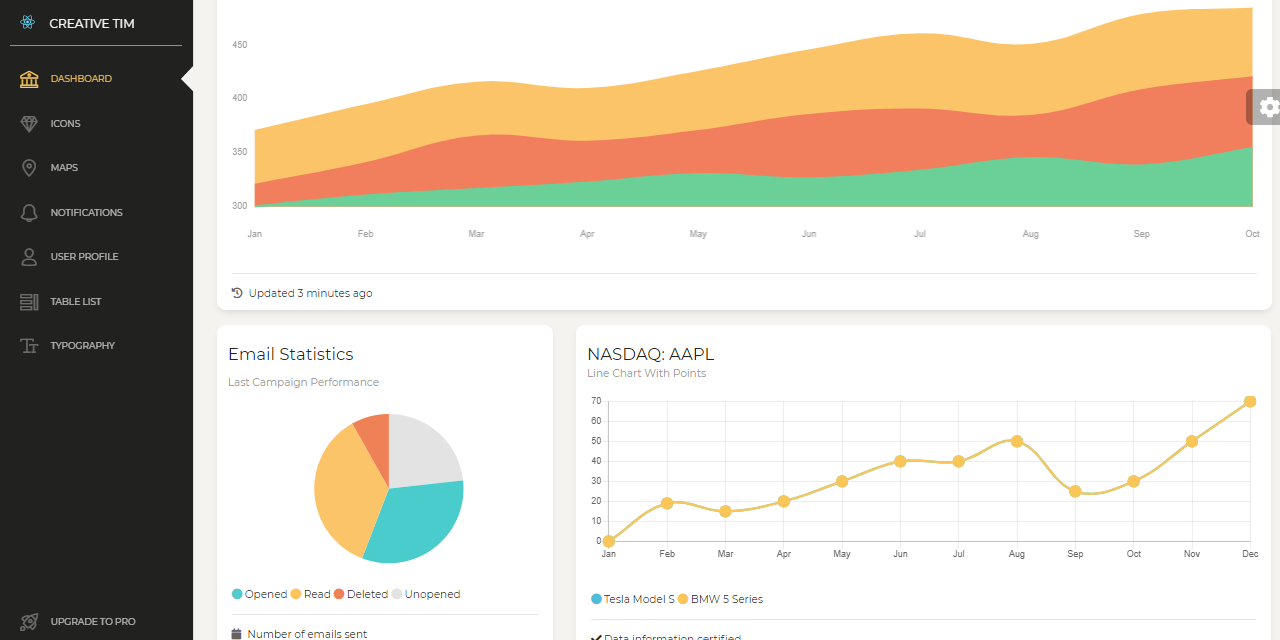 CREATIVE TIM
DASHBOARD
ICONS
MAPS
NOTIFICATIONS
USER PROFILE
TABLE LIST
TYPOGRAPHY
UPGRADE TO PRO
450
400
350
300
Jan Feb Mar Apr May Jun Jul Aug Sep Oct
Updated 3 minutes ago
Email Statistics
Last Campaign Performance
Opened Read Deleted Unopened
Number of emails sent
NASDAQ: AAPL
Line Chart With Points
70
60
50
40
30
20
10
0
Jan Feb Mar Apr May Jun Jul Aug Sep Oct Nov Dec
Tesla Model S BMW 5 Series
Data information certified